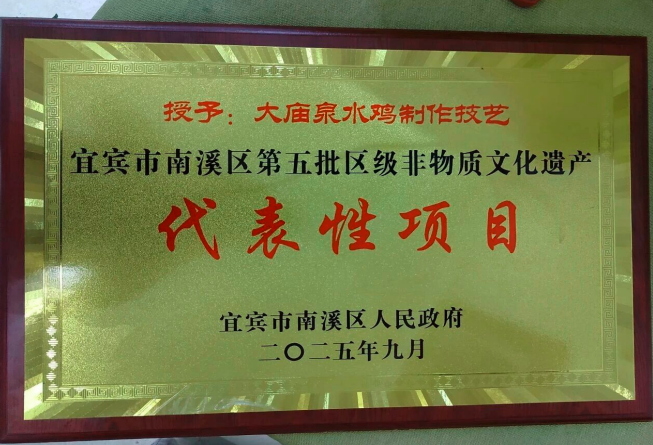 授予：大庙泉水鸡制作技艺
宜宾市南溪区第五批区级非物质文化遗产
代表性项目
宜宾市南溪区人民政府
二〇二五年九月